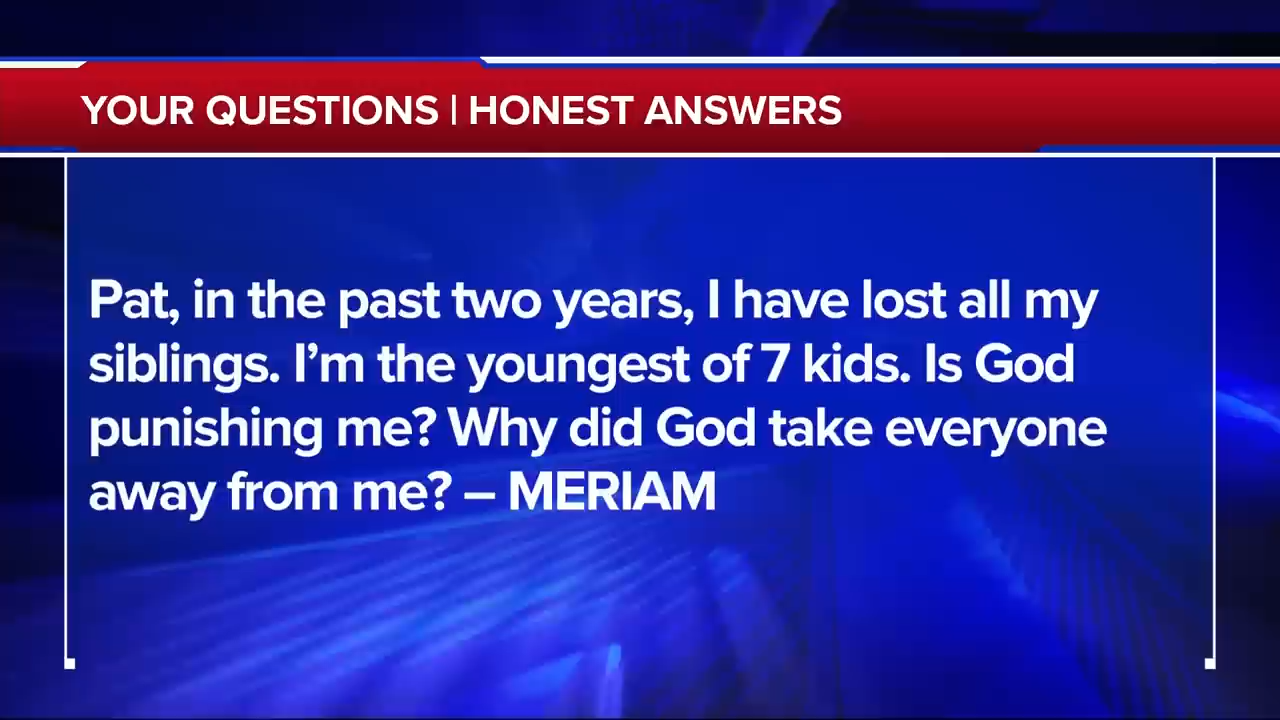 YOUR QUESTIONS | HONEST ANSWERS
Pat, in the past two years, I have lost all my
siblings. I’m the youngest of 7 kids. Is God
punishing me? Why did God take everyone
away from me? – MERIAM